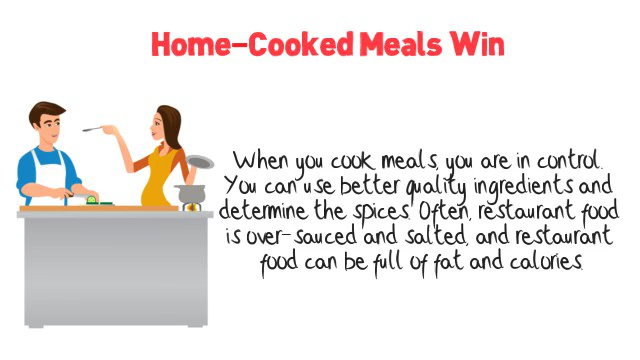 Home-Cooked Meals Win
When you cook meals, you are in control.
You can use better quality ingredients and
determine the spices. Often, restaurant food
is over-sauced and salted, and restaurant
food can be full of fat and calories.